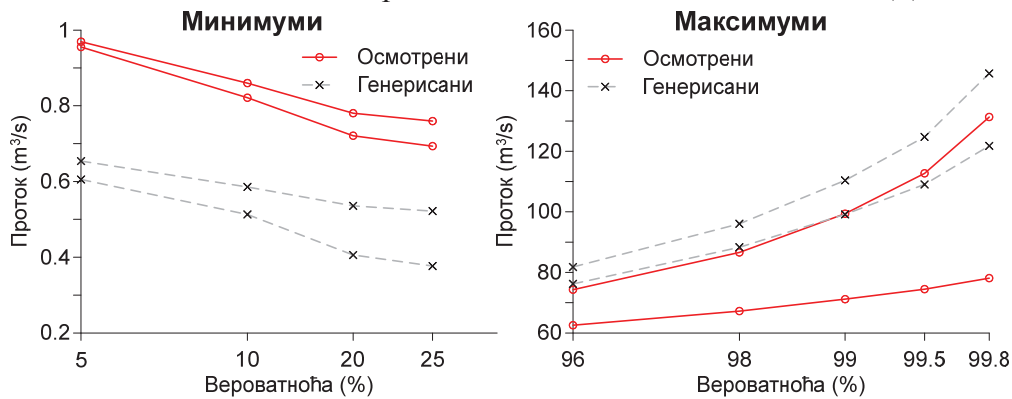 Минимуми
Проток (m³/s)
1
0.8
0.6
0.4
0.2
Осмотрени
Генерисани
5
10
20
25
Вероватноћа (%)
Максимуми
Проток (m³/s)
160
140
120
100
80
60
Осмотрени
Генерисани
96
98
99
99.5
99.8
Вероватноћа (%)